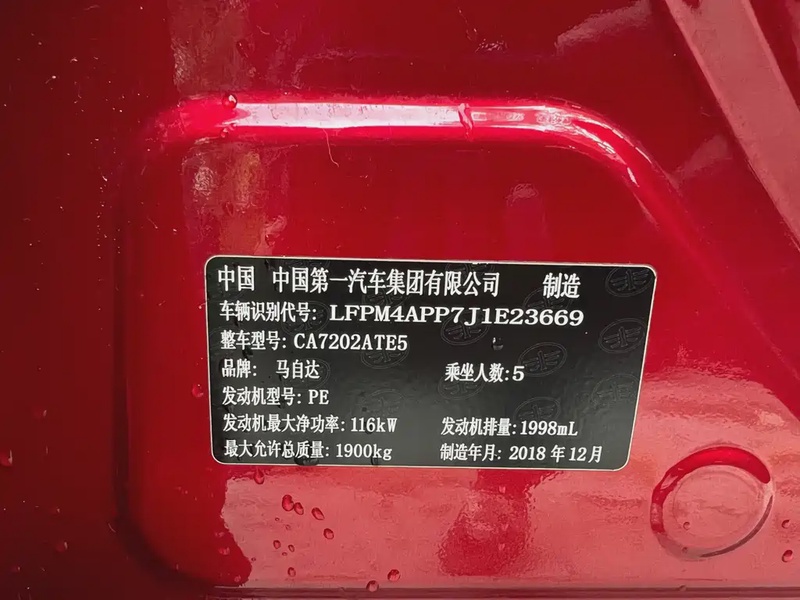 中国 中国第一汽车集团有限公司 制造
车辆识别代号: LFPM4APP7J1E23669
整车型号: CA7202ATE5
品牌: 马自达 乘坐人数: 5
发动机型号: PE
发动机最大净功率: 116kW 发动机排量: 1998mL
最大允许总质量: 1900kg 制造年月: 2018 年 12 月